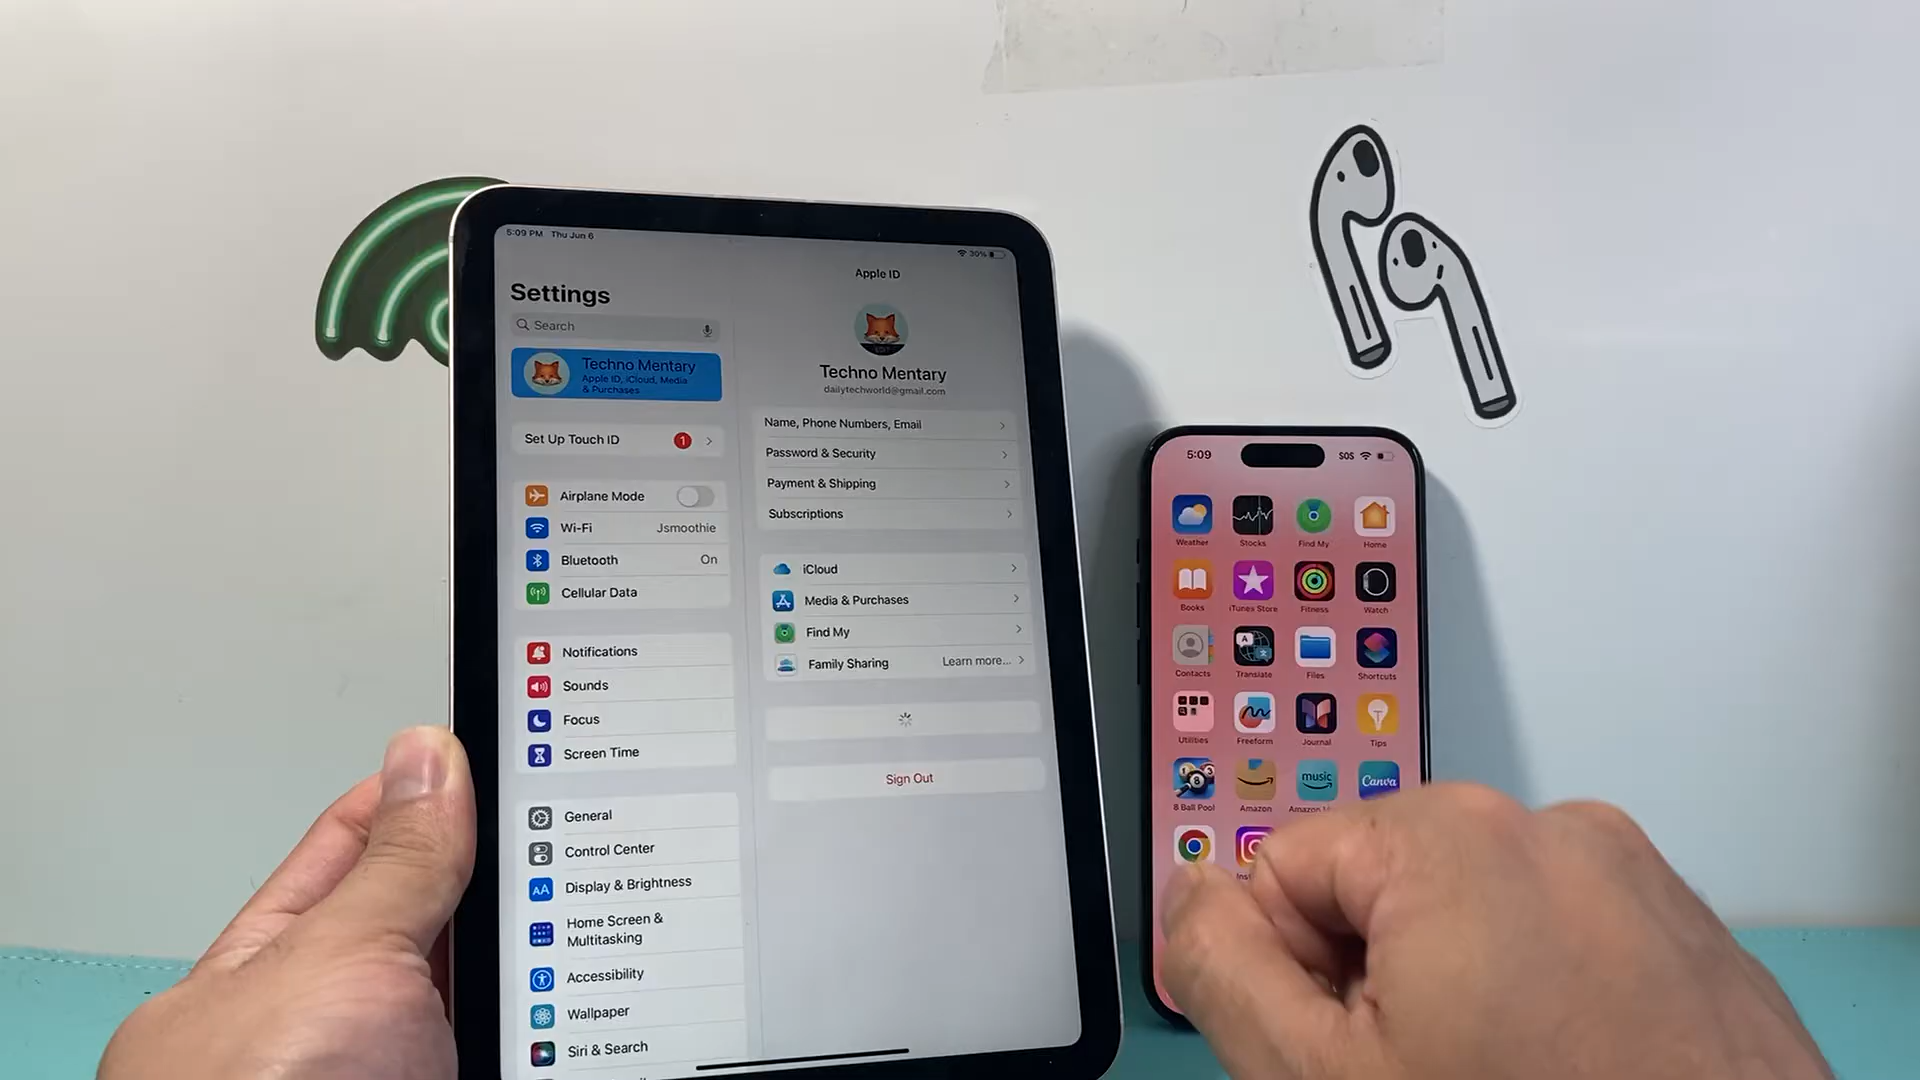 5:09 PM Thu Jun 6
30%
Settings
Search
Techno Mentary
Apple ID, iCloud, Media
& Purchases
Set Up Touch ID
1
Airplane Mode
Wi-Fi Jsmoothie
Bluetooth On
Cellular Data
Notifications
Sounds
Focus
Screen Time
General
Control Center
AA Display & Brightness
Home Screen &
Multitasking
Accessibility
Wallpaper
Siri & Search
Apple ID
EDIT
Techno Mentary
dailytechworld@gmail.com
Name, Phone Numbers, Email
Password & Security
Payment & Shipping
Subscriptions
iCloud
Media & Purchases
Find My
Family Sharing Learn more...
Sign Out
5:09 SOS
Weather Stocks Find My Home
Books iTunes Store Fitness Watch
Contacts Translate Files Shortcuts
Utilities Freeform Journal Tips
music Canva
8 Ball Pool Amazon Amazon